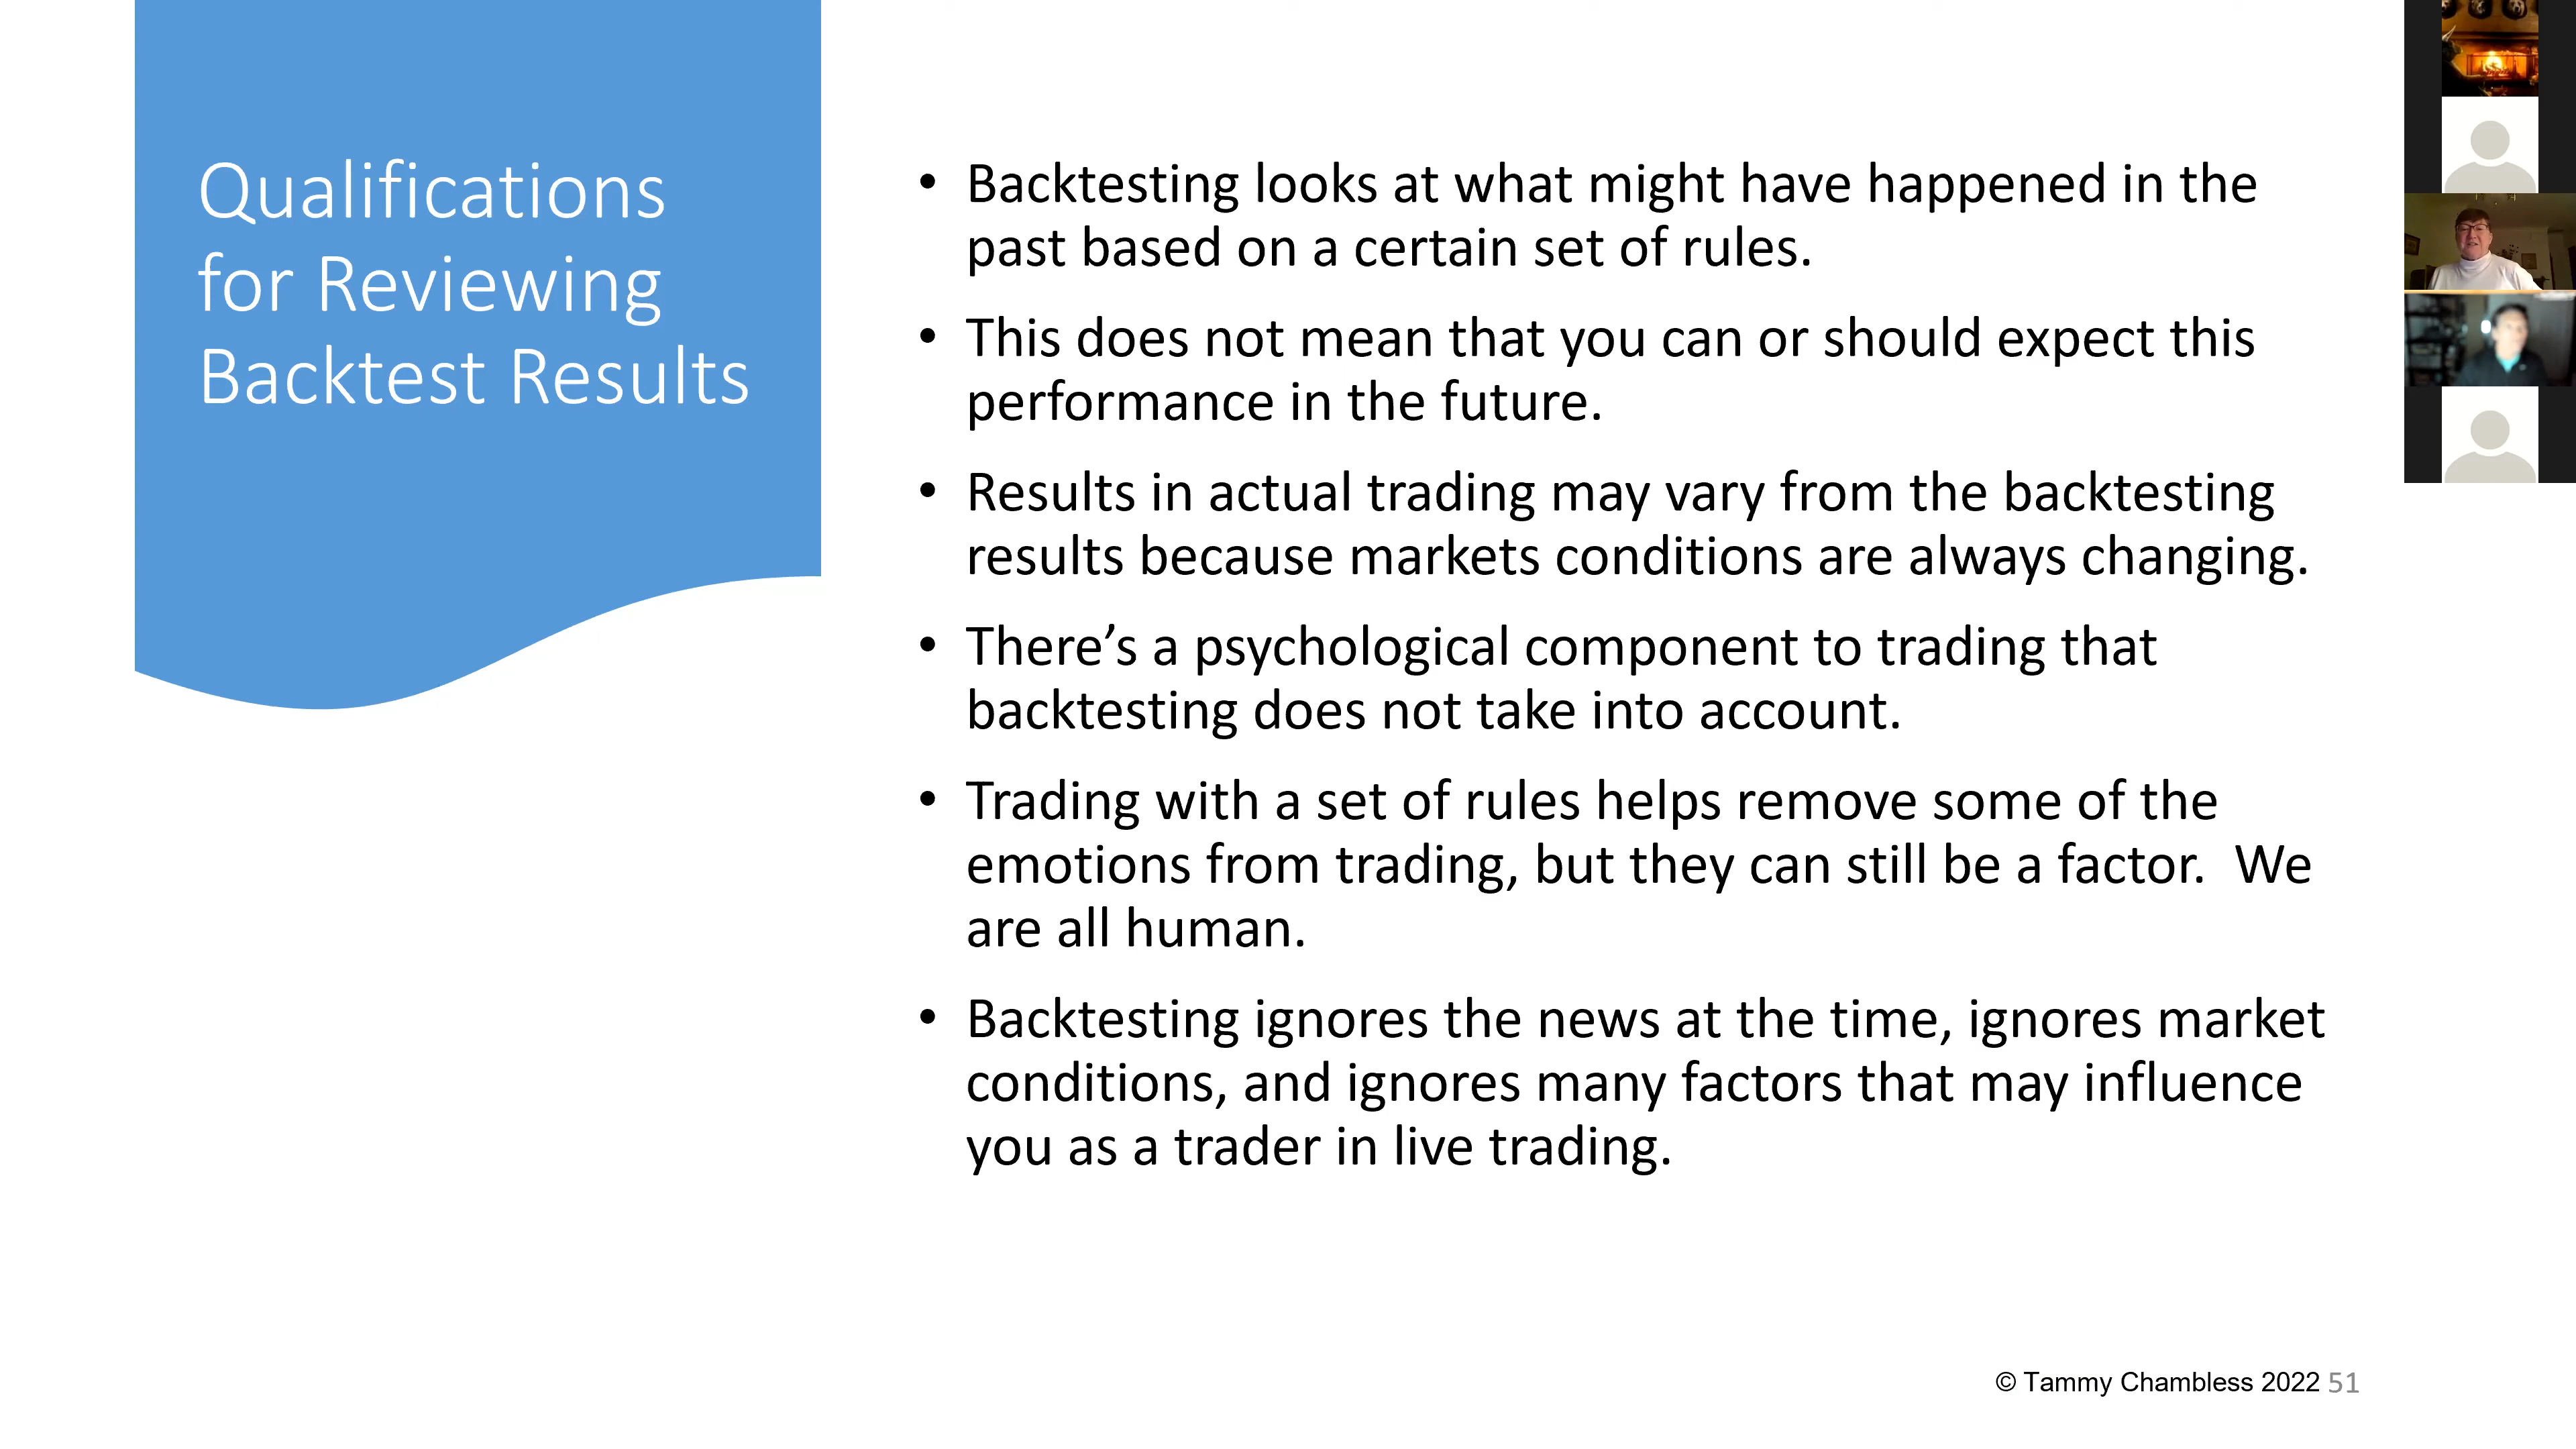 Qualifications
for Reviewing
Backtest Results
• Backtesting looks at what might have happened in the
past based on a certain set of rules.
• This does not mean that you can or should expect this
performance in the future.
• Results in actual trading may vary from the backtesting
results because markets conditions are always changing.
• There’s a psychological component to trading that
backtesting does not take into account.
• Trading with a set of rules helps remove some of the
emotions from trading, but they can still be a factor.  We
are all human.
• Backtesting ignores the news at the time, ignores market
conditions, and ignores many factors that may influence
you as a trader in live trading.
© Tammy Chambless 2022 51